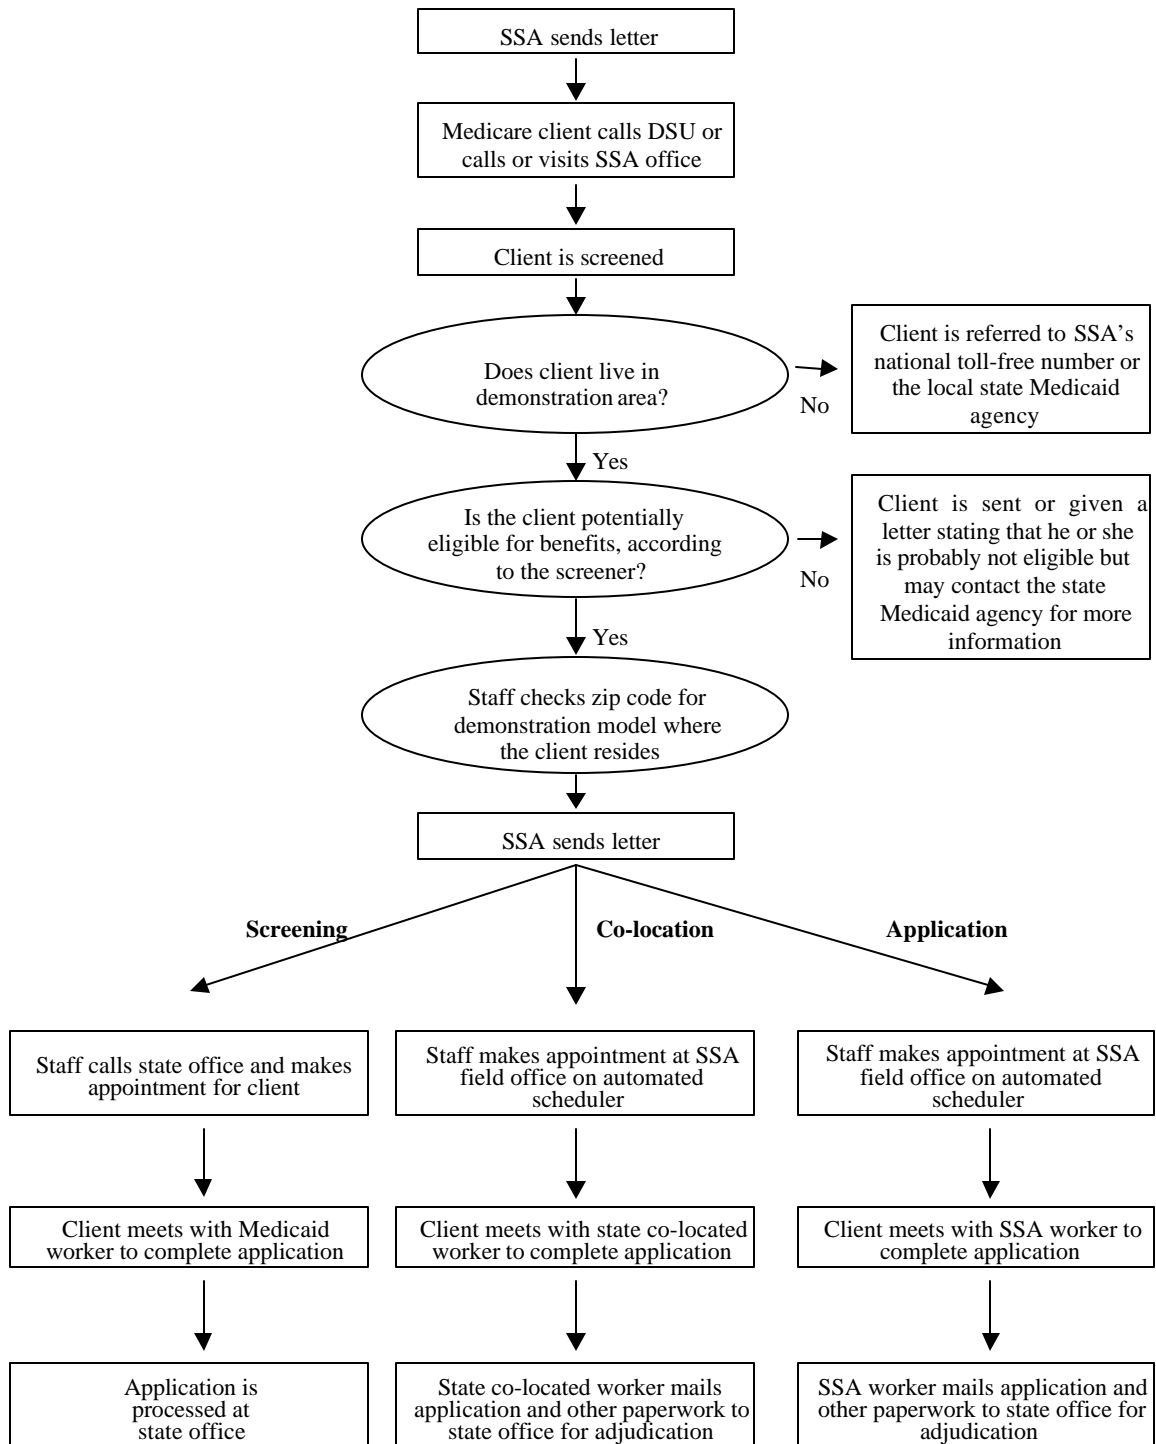 SSA sends letter
Medicare client calls DSU or
calls or visits SSA office
Client is screened
Does client live in
demonstration area?
No
Client is referred to SSA’s
national toll-free number or
the local state Medicaid
agency
Yes
Is the client potentially
eligible for benefits, according
to the screener?
No
Client is sent or given a
letter stating that he or she
is probably not eligible but
may contact the state
Medicaid agency for more
information
Yes
Staff checks zip code for
demonstration model where
the client resides
SSA sends letter
Screening
Co-location
Application
Staff calls state office and makes
appointment for client
Staff makes appointment at SSA
field office on automated
scheduler
Staff makes appointment at SSA
field office on automated
scheduler
Client meets with Medicaid
worker to complete application
Client meets with state co-located
worker to complete application
Client meets with SSA worker to
complete application
Application is
processed at
state office
State co-located worker mails
application and other paperwork to
state office for adjudication
SSA worker mails application and
other paperwork to state office for
adjudication